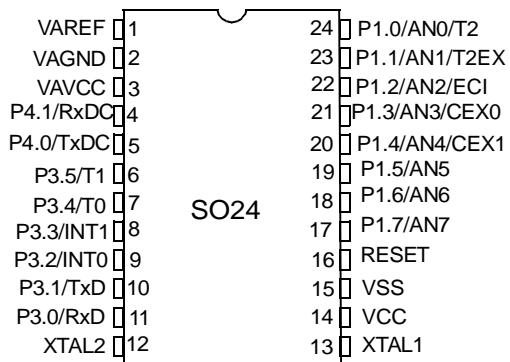 VAREF 1 24 P1.0/AN0/T2
VAGND 2 23 P1.1/AN1/T2EX
VAVCC 3 22 P1.2/AN2/ECI
P4.1/RxDC 4 21 P1.3/AN3/CEX0
P4.0/TxDC 5 20 P1.4/AN4/CEX1
P3.5/T1 6 19 P1.5/AN5
P3.4/T0 7 18 P1.6/AN6
SO24
P3.3/INT1 8 17 P1.7/AN7
P3.2/INT0 9 16 RESET
P3.1/TxD 10 15 VSS
P3.0/RxD 11 14 VCC
XTAL2 12 13 XTAL1